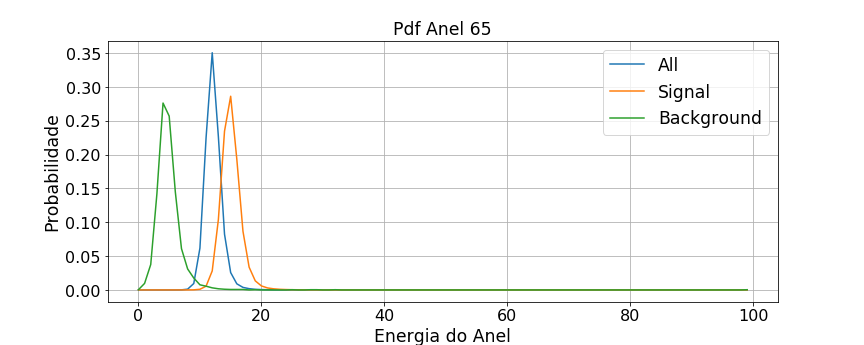 Pdf Anel 65
All
Signal
Background
Probabilidade
0.35
0.30
0.25
0.20
0.15
0.10
0.05
0.00
0 20 40 60 80 100
Energia do Anel